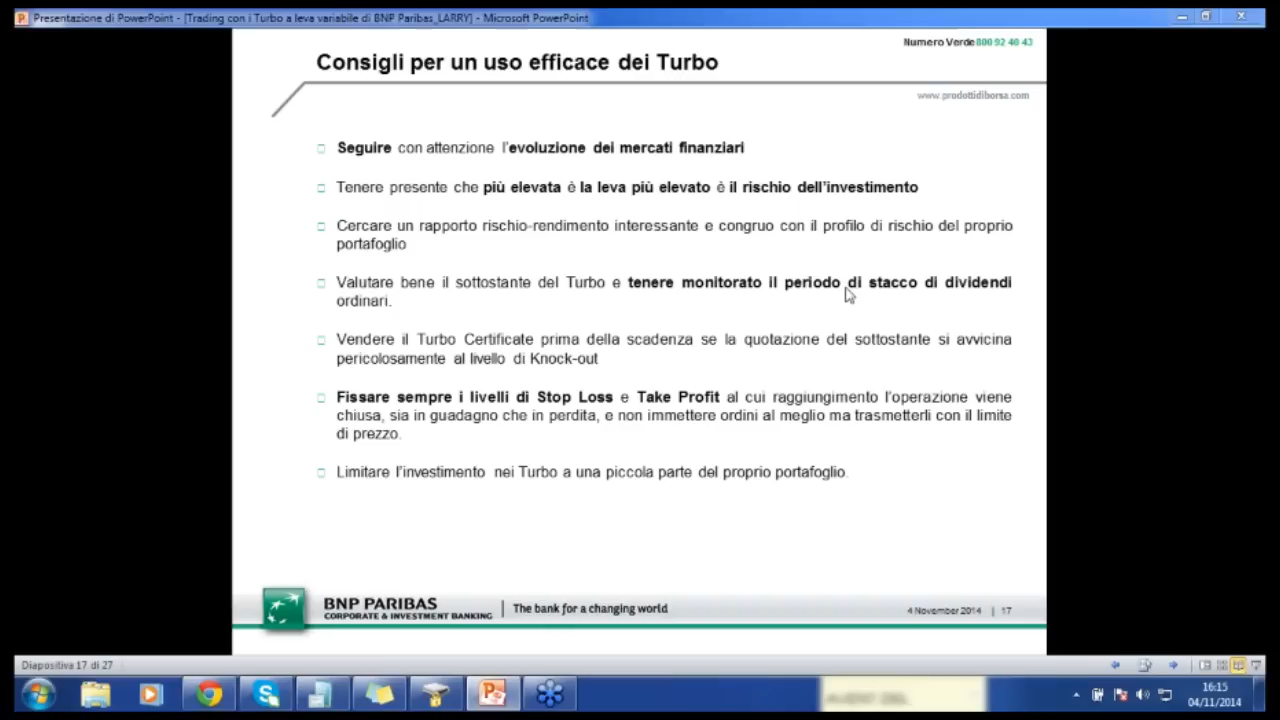 Presentazione di PowerPoint - [Trading con i Turbo a leva variabile di BNP Paribas_LARRY] - Microsoft PowerPoint
Numero Verde 800 92 40 43
Consigli per un uso efficace dei Turbo
www.prodottidiborsa.com
Seguire con attenzione l'evoluzione dei mercati finanziari
Tenere presente che più elevata è la leva più elevato è il rischio dell'investimento
Cercare un rapporto rischio-rendimento interessante e congruo con il profilo di rischio del proprio
portafoglio
Valutare bene il sottostante del Turbo e tenere monitorato il periodo di stacco di dividendi
ordinari.
Vendere il Turbo Certificate prima della scadenza se la quotazione del sottostante si avvicina
pericolosamente al livello di Knock-out
Fissare sempre i livelli di Stop Loss e Take Profit al cui raggiungimento l'operazione viene
chiusa, sia in guadagno che in perdita, e non immettere ordini al meglio ma trasmetterli con il limite
di prezzo.
Limitare l'investimento nei Turbo a una piccola parte del proprio portafoglio.
BNP PARIBAS
CORPORATE & INVESTMENT BANKING
The bank for a changing world
4 November 2014 | 17
Diapositiva 17 di 27
16:15
04/11/2014